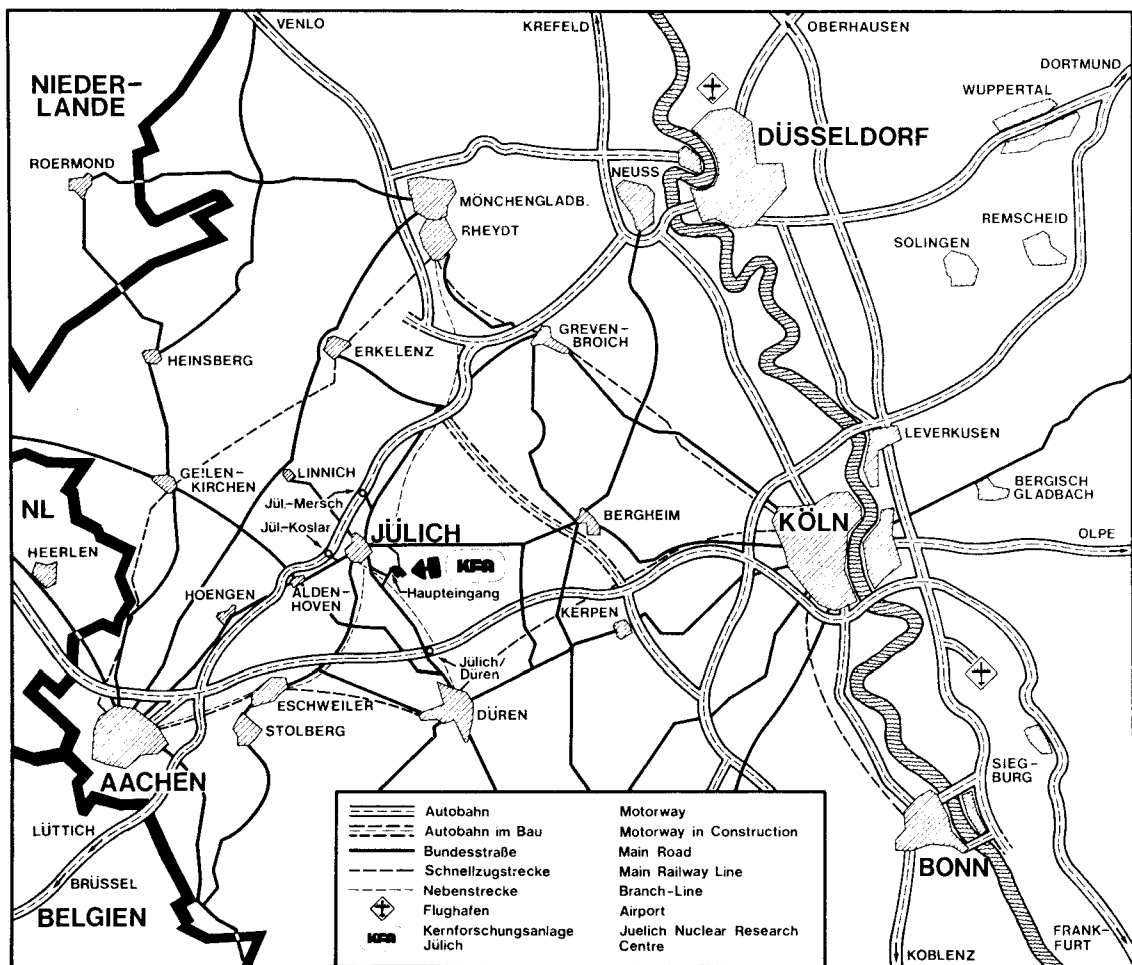 VENLO
KREFELD
OBERHAUSEN
DORTMUND
NIEDER-
LANDE
WUPPERTAL
DÜSSELDORF
ROERMOND
NEUSS
MÖNCHENGLADB.
REMSCHEID
RHEYDT
SOLINGEN
GREVEN-
BROICH
ERKELENZ
HEINSBERG
LEVERKUSEN
GEILEN-
KIRCHEN
LINNICH
BERGISCH
GLADBACH
Jül.-Mersch
NL
BERGHEIM
KÖLN
Jül.-Koslar
JÜLICH
OLPE
HEERLEN
KFA
HOENGEN
ALDEN-
HOVEN
Haupteingang
KERPEN
Jülich/
Düren
ESCHWEILER
DÜREN
STOLBERG
AACHEN
SIEG-
BURG
LÜTTICH
BONN
BRÜSSEL
BELGIEN
KOBLENZ
FRANK-
FURT
Autobahn Motorway
Autobahn im Bau Motorway in Construction
Bundesstraße Main Road
Schnellzugstrecke Main Railway Line
Nebenstrecke Branch-Line
Flughafen Airport
KFA Kernforschungsanlage Juelich Nuclear Research
Jülich Centre